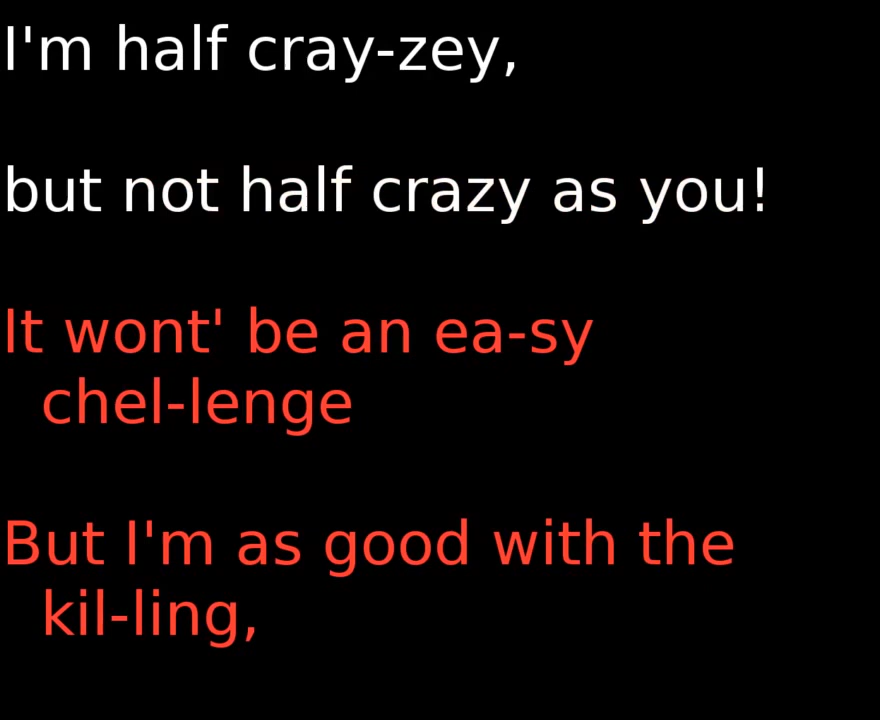 I'm half cray-zey,
but not half crazy as you!
It wont' be an ea-sy
chel-lenge
But I'm as good with the
kil-ling,